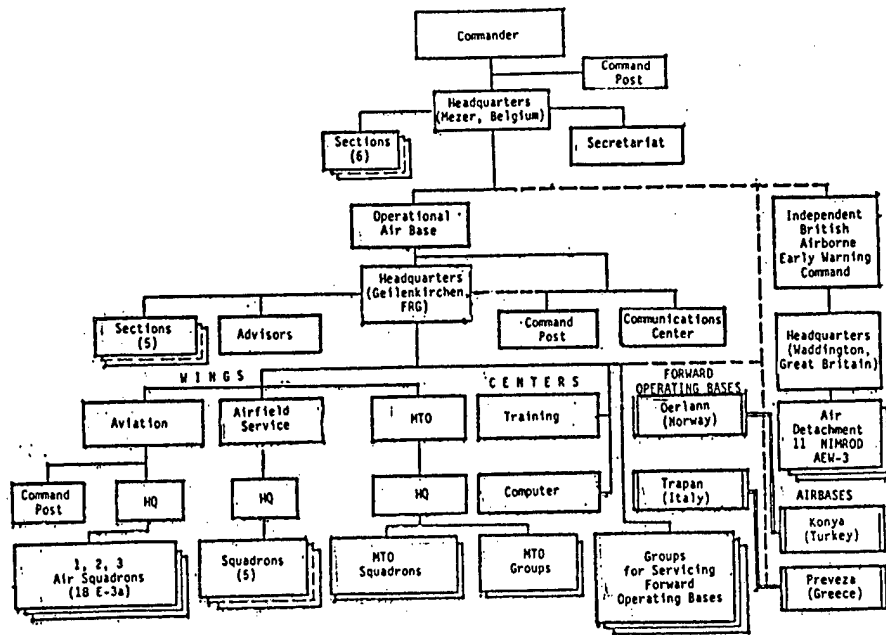 Commander
Command
Post
Headquarters
(Mezer, Belgium)
Sections
(6)
Secretariat
Operational
Air Base
Independent
British
Airborne
Early Warning
Command
Headquarters
(Geilenkirchen,
FRG)
Sections
(5)
Advisors
Command
Post
Communications
Center
Headquarters
(Waddington,
Great Britain)
WINGS
CENTERS
FORWARD
OPERATING BASES
Aviation
Airfield
Service
MTO
Training
Oerlann
(Norway)
Air
Detachment
11 NIMROD
AEW-3
Command
Post
HQ
HQ
HQ
Computer
Trapan
(Italy)
AIRBASES
Konya
(Turkey)
1, 2, 3
Air Squadrons
(18 E-3a)
Squadrons
(5)
MTO
Squadrons
MTO
Groups
Groups
for Servicing
Forward
Operating Bases
Preveza
(Greece)